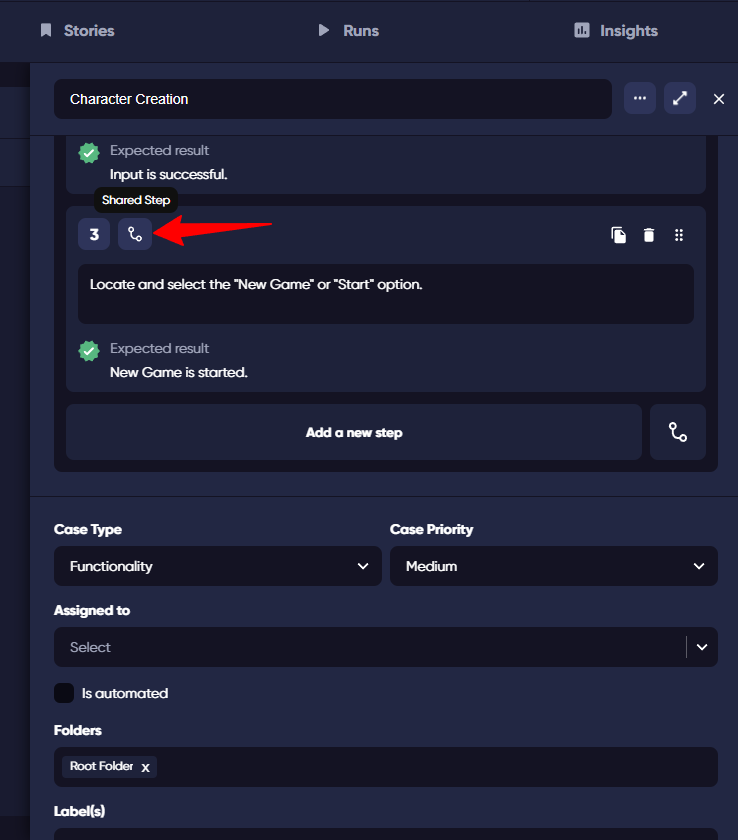 Stories
Runs
Insights
Character Creation
Expected result
Input is successful.
Shared Step
3
Locate and select the "New Game" or "Start" option.
Expected result
New Game is started.
Add a new step
Case Type
Case Priority
Functionality
Medium
Assigned to
Select
Is automated
Folders
Root Folder x
Label(s)